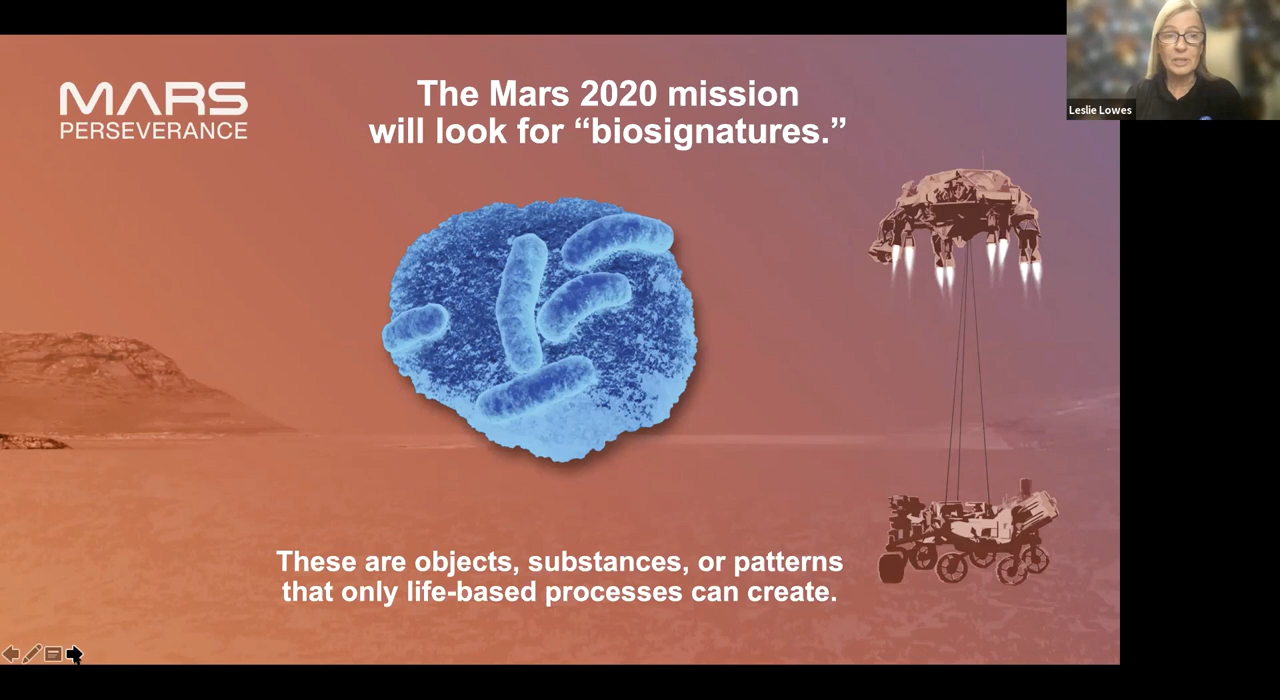 MARS
PERSEVERANCE
The Mars 2020 mission
will look for “biosignatures.”
Leslie Lowes
These are objects, substances, or patterns
that only life-based processes can create.